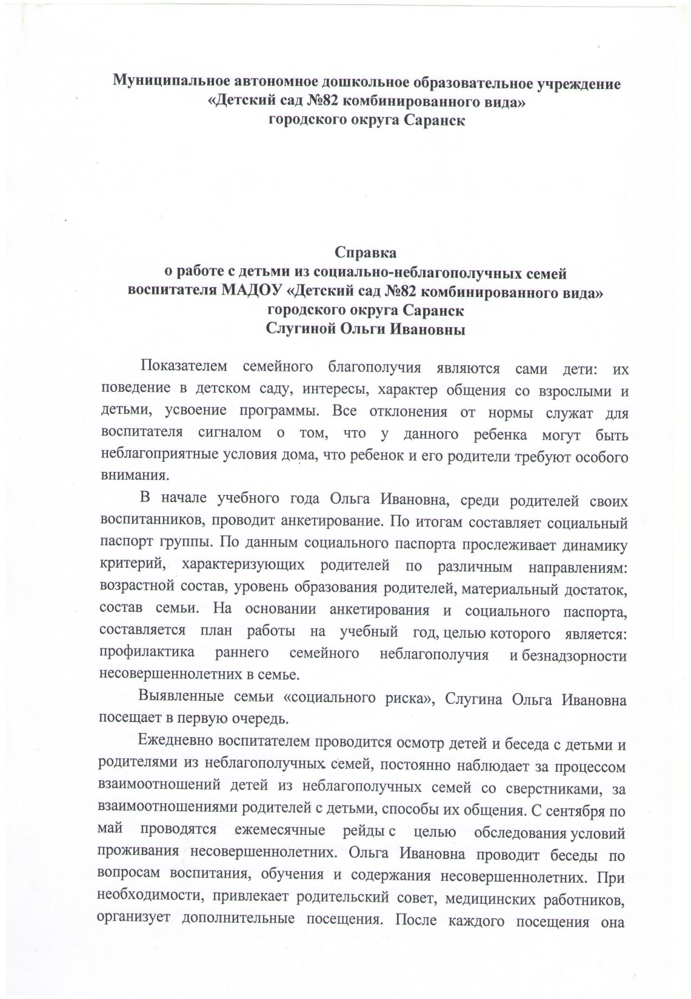 Муниципальное автономное дошкольное образовательное учреждение
«Детский сад №82 комбинированного вида»
городского округа Саранск
Справка
о работе с детьми из социально-неблагополучных семей
воспитателя МАДОУ «Детский сад №82 комбинированного вида»
городского округа Саранск
Слугиной Ольги Ивановны
Показателем семейного благополучия являются сами дети: их
поведение в детском саду, интересы, характер общения со взрослыми и
детьми, усвоение программы. Все отклонения от нормы служат для
воспитателя сигналом о том, что у данного ребенка могут быть
неблагоприятные условия дома, что ребенок и его родители требуют особого
внимания.
В начале учебного года Ольга Ивановна, среди родителей своих
воспитанников, проводит анкетирование. По итогам составляет социальный
паспорт группы. По данным социального паспорта прослеживает динамику
критерий, характеризующих родителей по различным направлениям:
возрастной состав, уровень образования родителей, материальный достаток,
состав семьи. На основании анкетирования и социального паспорта,
составляется план работы на учебный год, целью которого является:
профилактика раннего семейного неблагополучия и безнадзорности
несовершеннолетних в семье.
Выявленные семьи «социального риска», Слугина Ольга Ивановна
посещает в первую очередь.
Ежедневно воспитателем проводится осмотр детей и беседа с детьми и
родителями из неблагополучных семей, постоянно наблюдает за процессом
взаимоотношений детей из неблагополучных семей со сверстниками, за
взаимоотношениями родителей с детьми, способы их общения. С сентября по
май проводятся ежемесячные рейды с целью обследования условий
проживания несовершеннолетних. Ольга Ивановна проводит беседы по
вопросам воспитания, обучения и содержания несовершеннолетних. При
необходимости, привлекает родительский совет, медицинских работников,
организует дополнительные посещения. После каждого посещения она